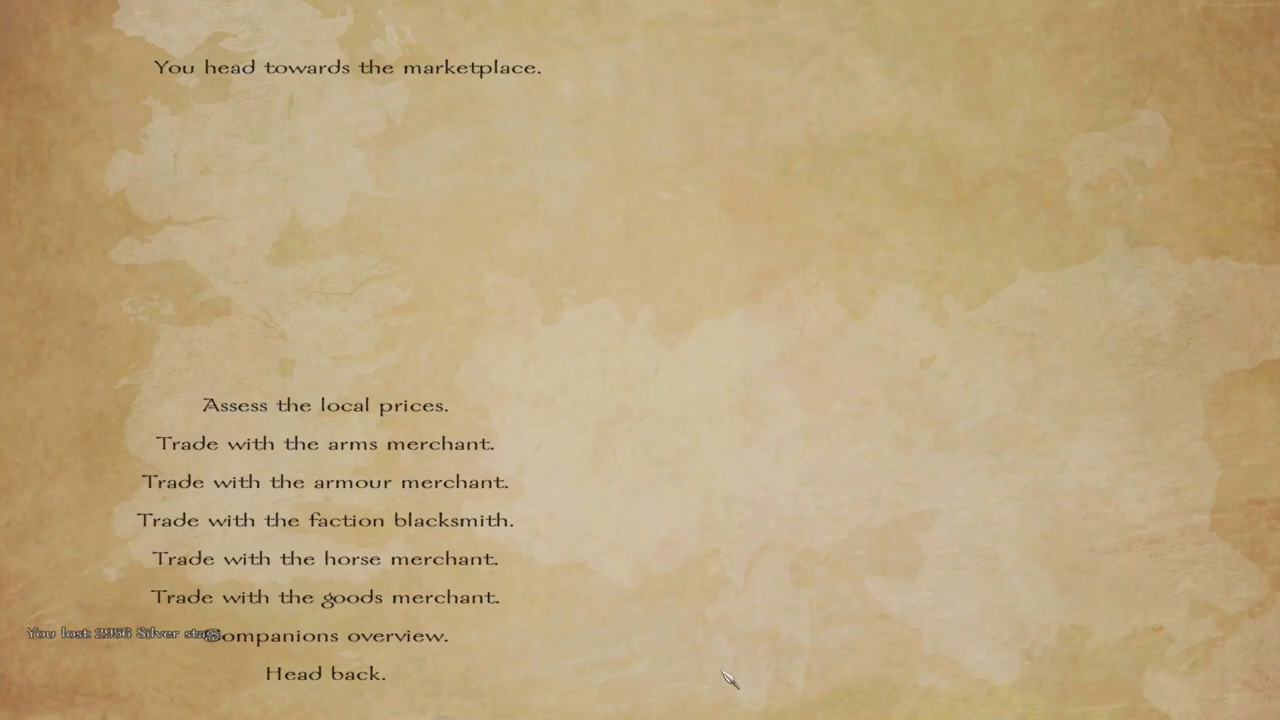 You head towards the marketplace.
Assess the local prices.
Trade with the arms merchant.
Trade with the armour merchant.
Trade with the faction blacksmith.
Trade with the horse merchant.
Trade with the goods merchant.
You lost 2956 Silver stags.
Companions overview.
Head back.